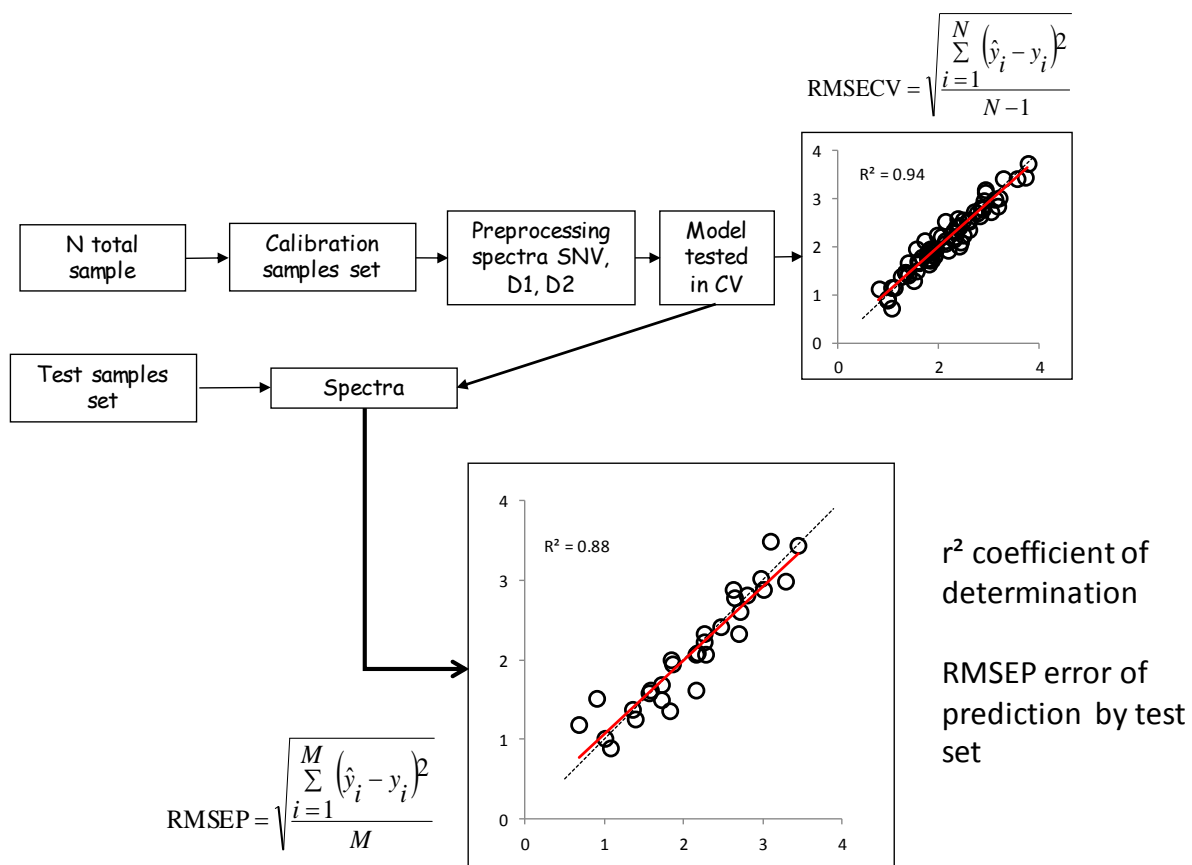 RMSECV = √(∑_{i=1}^{N} (ŷ_i − y_i)² / (N − 1))
4
3
2
1
0
R² = 0.94
0 2 4
N total
sample
Calibration
samples set
Preprocessing
spectra SNV,
D1, D2
Model
tested
in CV
Test samples
set
Spectra
4
3
2
1
0
R² = 0.88
0 1 2 3 4
RMSEP = √(∑_{i=1}^{M} (ŷ_i − y_i)² / M)
r² coefficient of
determination
RMSEP error of
prediction by test
set